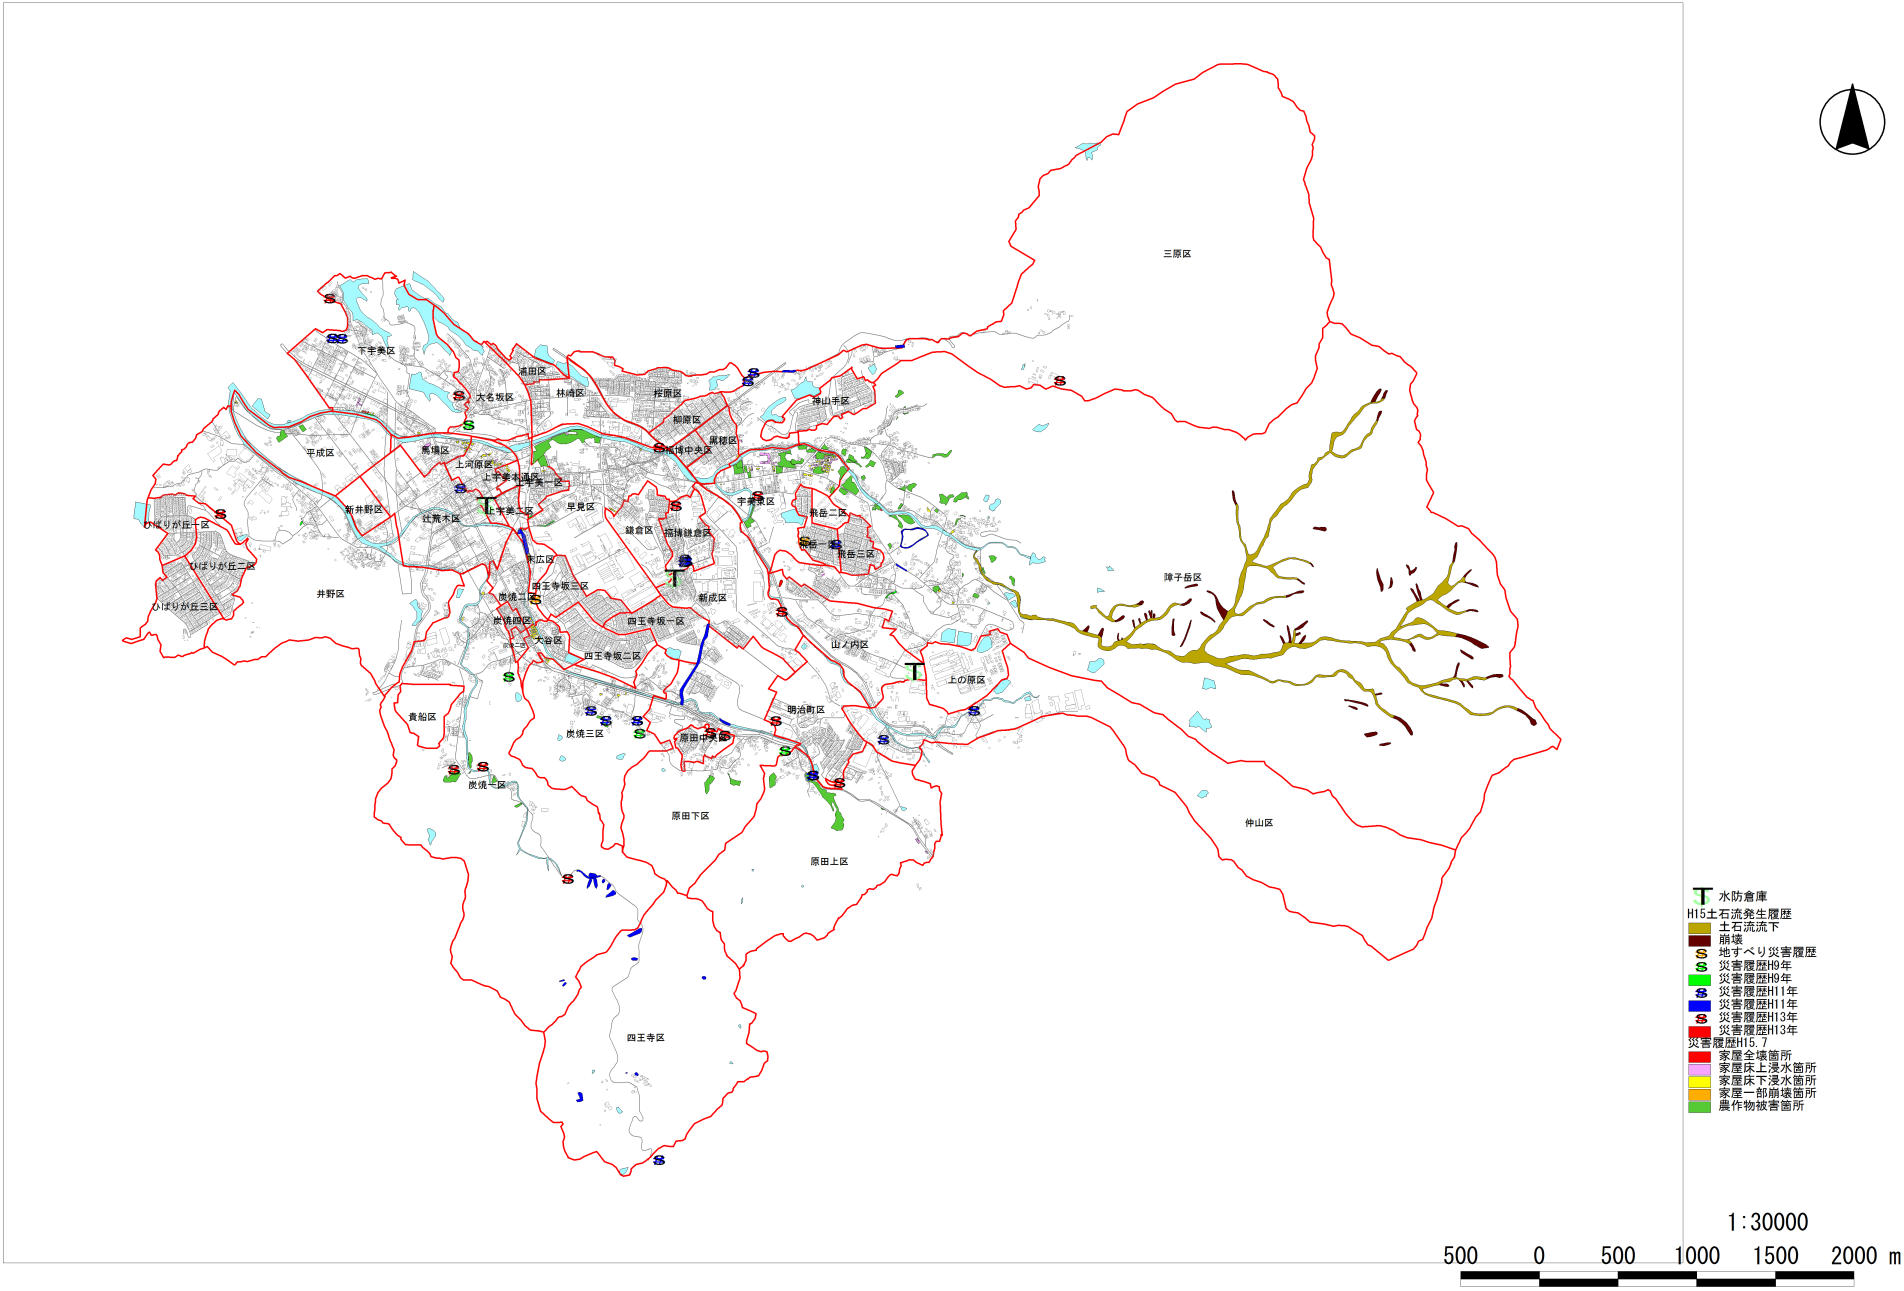 三原区
下宇美区
浦田区
大名坂区
林崎区
桜原区
神山手区
柳原区
黒穂区
福博中央区
平成区
馬場区
上河原区
上宇美本通区
上宇美一区
上宇美二区
早見区
宇美東区
新井野区
辻荒木区
鎌倉区
福博鎌倉区
飛岳二区
飛岳三区
ひばりが丘一区
ひばりが丘二区
ひばりが丘三区
井野区
末広区
四王寺坂三区
炭焼二区
新成区
障子岳区
炭焼四区
四王寺坂一区
大谷区
四王寺坂二区
山ノ内区
上の原区
貴船区
明治町区
炭焼三区
原田中央区
炭焼一区
原田下区
原田上区
仲山区
四王寺区
水防倉庫
H15土石流発生履歴
土石流流下
崩壊
地すべり災害履歴
災害履歴H9年
災害履歴H9年
災害履歴H11年
災害履歴H11年
災害履歴H13年
災害履歴H13年
災害履歴H15.7
家屋全壊箇所
家屋床上浸水箇所
家屋床下浸水箇所
家屋一部崩壊箇所
農作物被害箇所
1:30000
500 0 500 1000 1500 2000 m